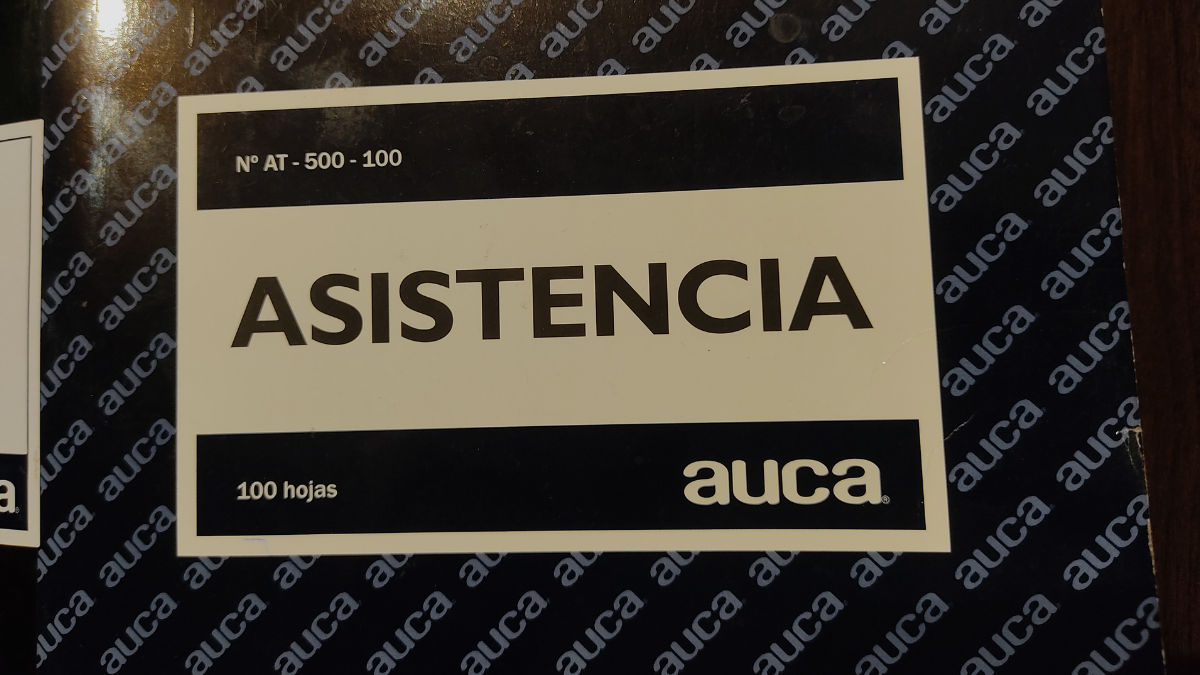 Nº AT - 500 - 100
ASISTENCIA
100 hojas
auca®